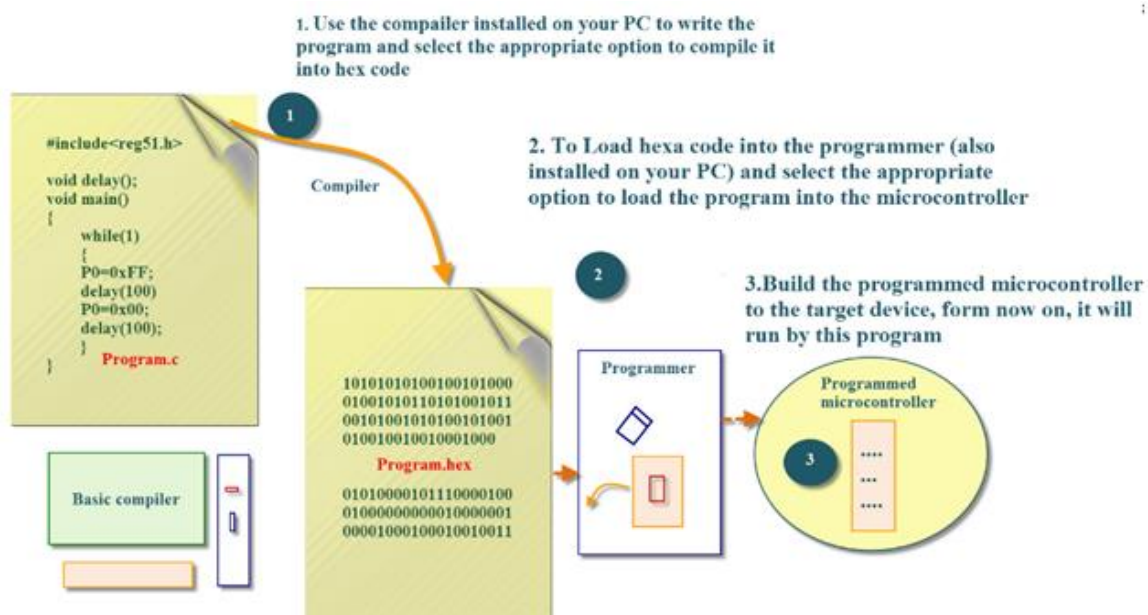 1. Use the compailer installed on your PC to write the
program and select the appropriate option to compile it
into hex code
1
#include<reg51.h>
void delay();
void main()
{
while(1)
{
P0=0xFF;
delay(100)
P0=0x00;
delay(100);
}
Program.c
}
Compiler
2. To Load hexa code into the programmer (also
installed on your PC) and select the appropriate
option to load the program into the microcontroller
2
3.Build the programmed microcontroller
to the target device, form now on, it will
run by this program
10101010100100101000
01001010110101001011
00101001010100101001
010010010010001000
Program.hex
01010000101110000100
01000000000010000001
00001000100010010011
Basic compiler
Programmer
Programmed
microcontroller
3